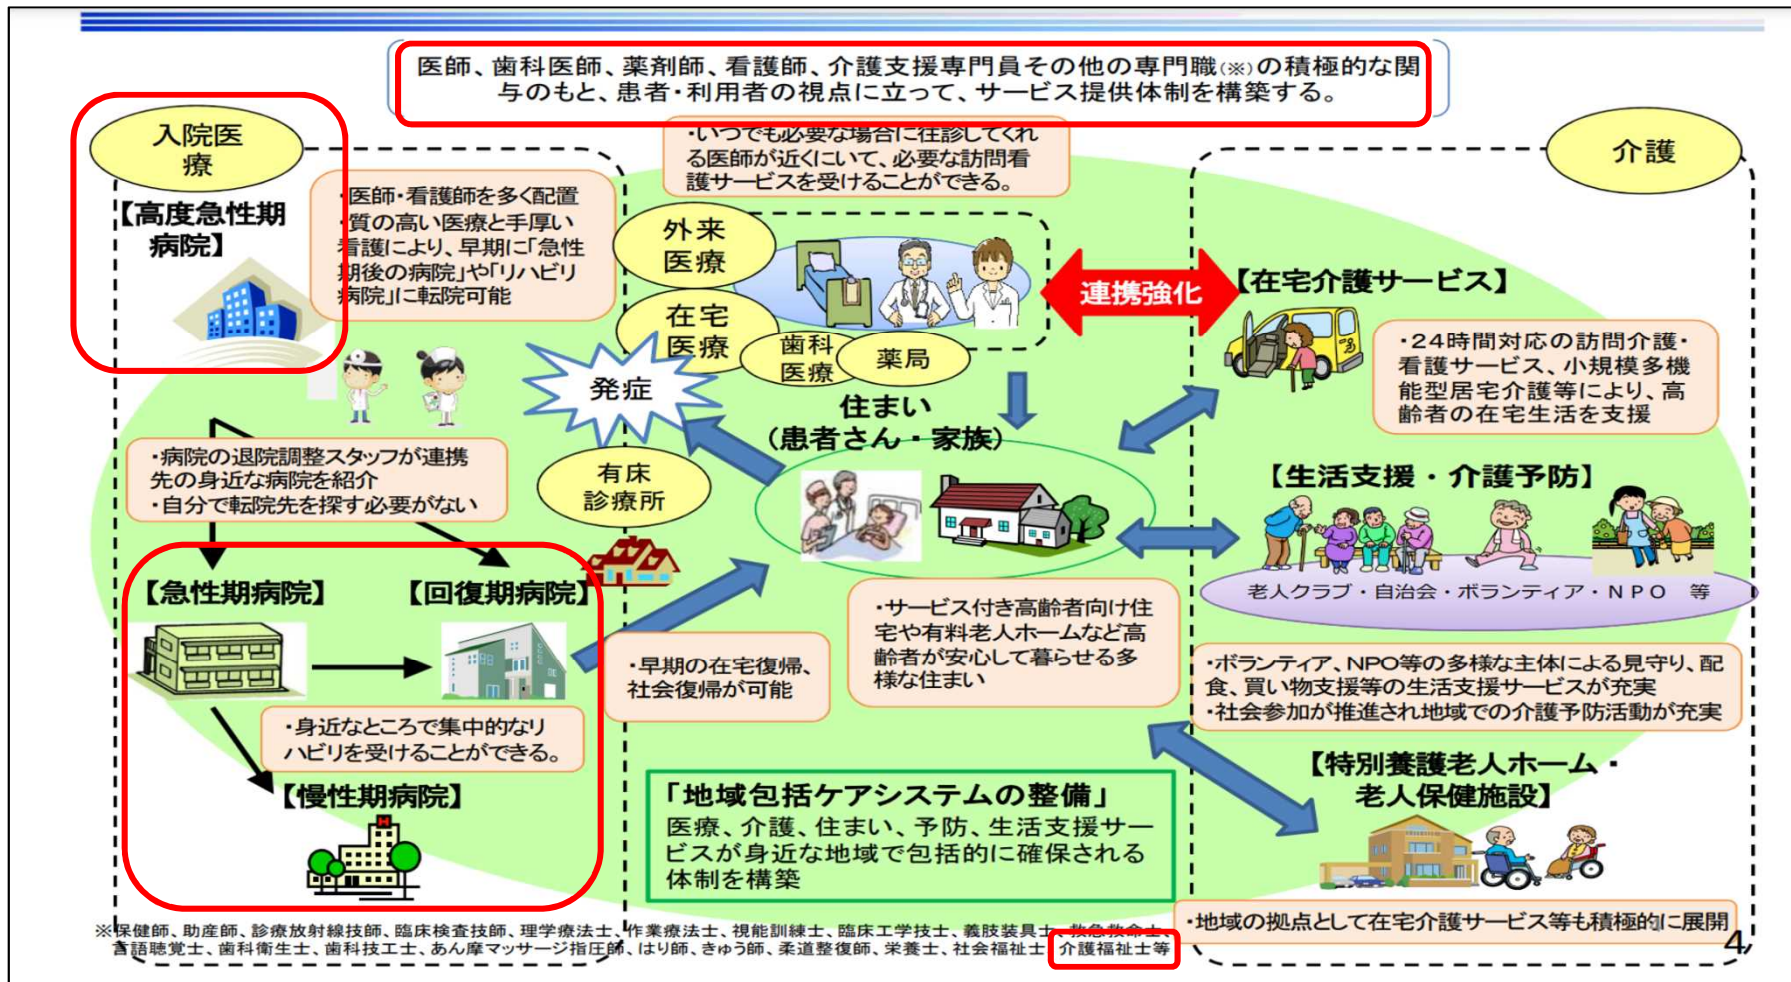 医師、歯科医師、薬剤師、看護師、介護支援専門員その他の専門職(※)の積極的な関
与のもと、患者・利用者の視点に立って、サービス提供体制を構築する。
入院医
療
【高度急性期
病院】
・医師・看護師を多く配置
・質の高い医療と手厚い
看護により、早期に「急性
期後の病院」や「リハビリ
病院」に転院可能
・いつでも必要な場合に往診してくれ
る医師が近くにいて、必要な訪問看
護サービスを受けることができる。
外来
医療
在宅
医療
歯科
医療
薬局
連携強化
介護
【在宅介護サービス】
・24時間対応の訪問介護・
看護サービス、小規模多機
能型居宅介護等により、高
齢者の在宅生活を支援
発症
住まい
(患者さん・家族)
・病院の退院調整スタッフが連携
先の身近な病院を紹介
・自分で転院先を探す必要がない
有床
診療所
【生活支援・介護予防】
老人クラブ・自治会・ボランティア・NPO 等
【急性期病院】
【回復期病院】
・早期の在宅復帰、
社会復帰が可能
・サービス付き高齢者向け住
宅や有料老人ホームなど高
齢者が安心して暮らせる多
様な住まい
・ボランティア、NPO等の多様な主体による見守り、配
食、買い物支援等の生活支援サービスが充実
・社会参加が推進され地域での介護予防活動が充実
・身近なところで集中的なリ
ハビリを受けることができる。
【慢性期病院】
H
「地域包括ケアシステムの整備」
医療、介護、住まい、予防、生活支援サー
ビスが身近な地域で包括的に確保される
体制を構築
【特別養護老人ホーム・
老人保健施設】
・地域の拠点として在宅介護サービス等も積極的に展開
※保健師、助産師、診療放射線技師、臨床検査技師、理学療法士、作業療法士、視能訓練士、臨床工学技士、義肢装具士、救急救命士、
言語聴覚士、歯科衛生士、歯科技工士、あん摩マッサージ指圧師、はり師、きゅう師、柔道整復師、栄養士、社会福祉士、介護福祉士等
4